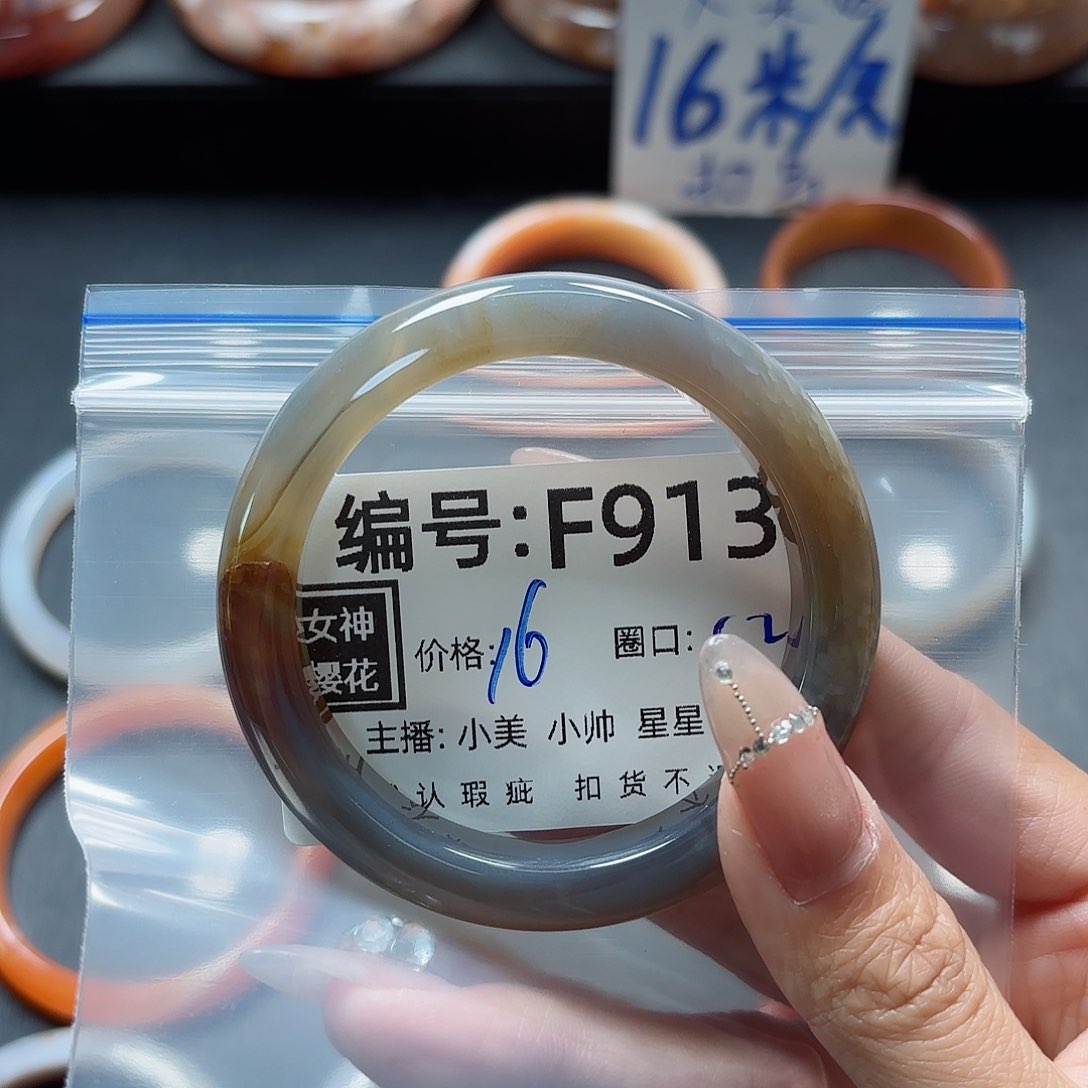 16米/发
编号:F913
女神
樱花
价格:16
圈口:
主播: 小美 小帅 星星
认瑕疵 扣货不